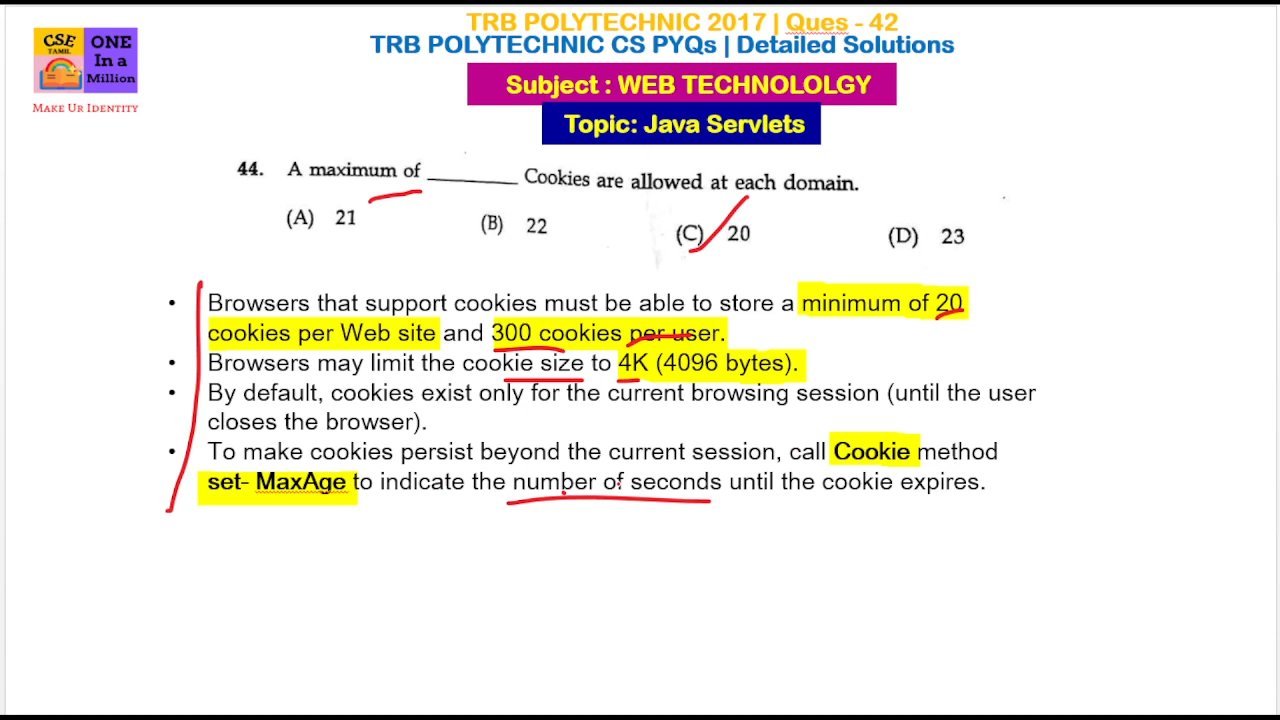 TRB POLYTECHNIC 2017 | Ques - 42
TRB POLYTECHNIC CS PYQs | Detailed Solutions
CSE
TAMIL
ONE
In a
Million
MAKE UR IDENTITY
Subject : WEB TECHNOLOLGY
Topic: Java Servlets
44. A maximum of ________ Cookies are allowed at each domain.
(A) 21 (B) 22 (C) 20 (D) 23
• Browsers that support cookies must be able to store a minimum of 20
cookies per Web site and 300 cookies per user.
• Browsers may limit the cookie size to 4K (4096 bytes).
• By default, cookies exist only for the current browsing session (until the user
closes the browser).
• To make cookies persist beyond the current session, call Cookie method
set- MaxAge to indicate the number of seconds until the cookie expires.